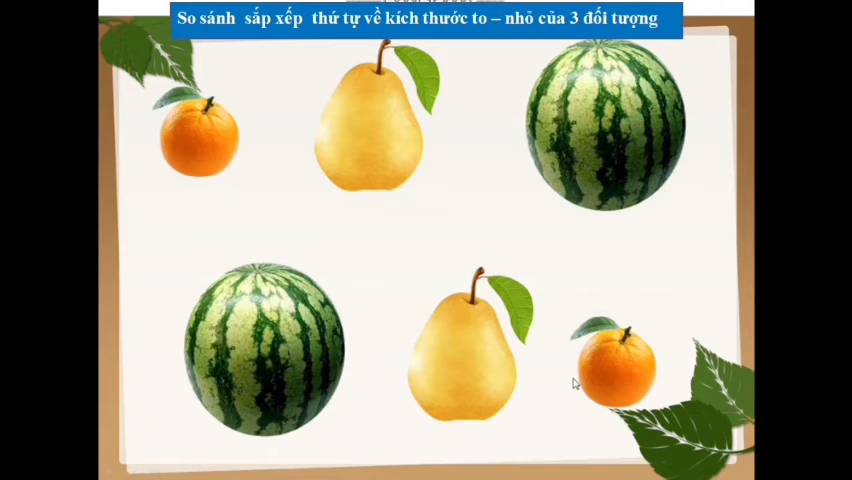 So sánh sắp xếp thứ tự về kích thước to – nhỏ của 3 đối tượng